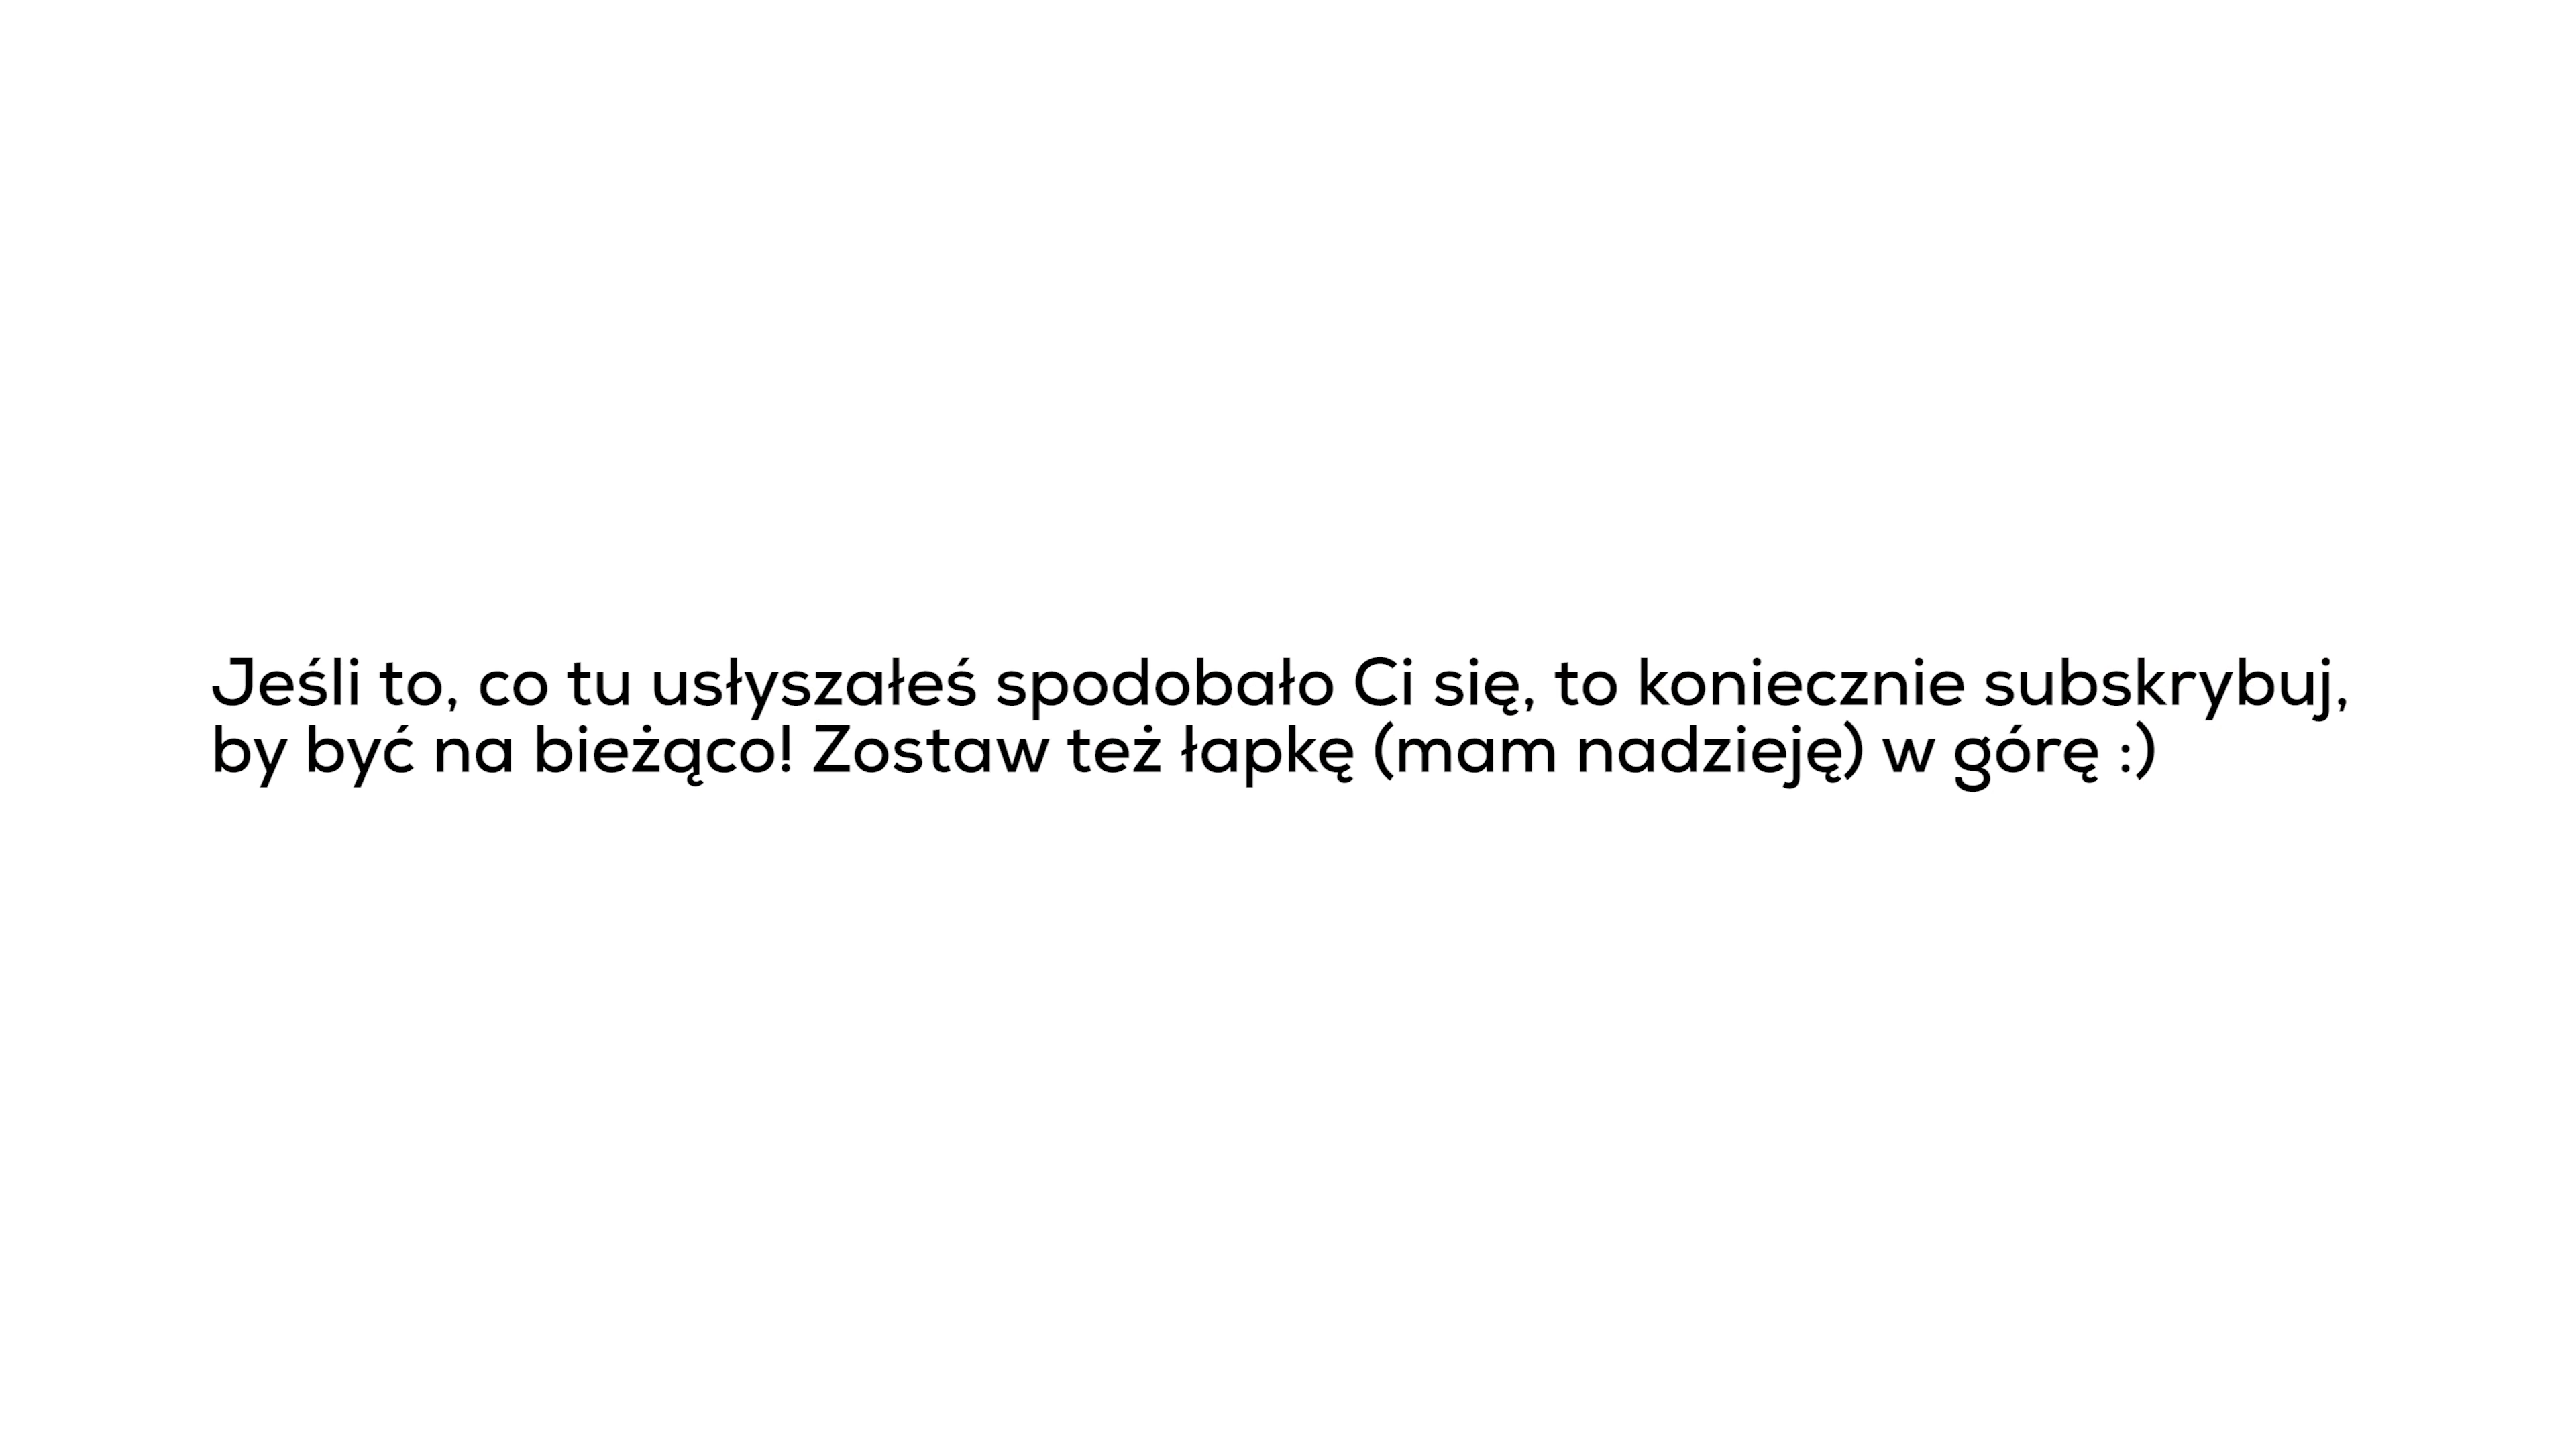 Jeśli to, co tu usłyszałeś spodobało Ci się, to koniecznie subskrybuj,
by być na bieżąco! Zostaw też łapkę (mam nadzieję) w górę :)